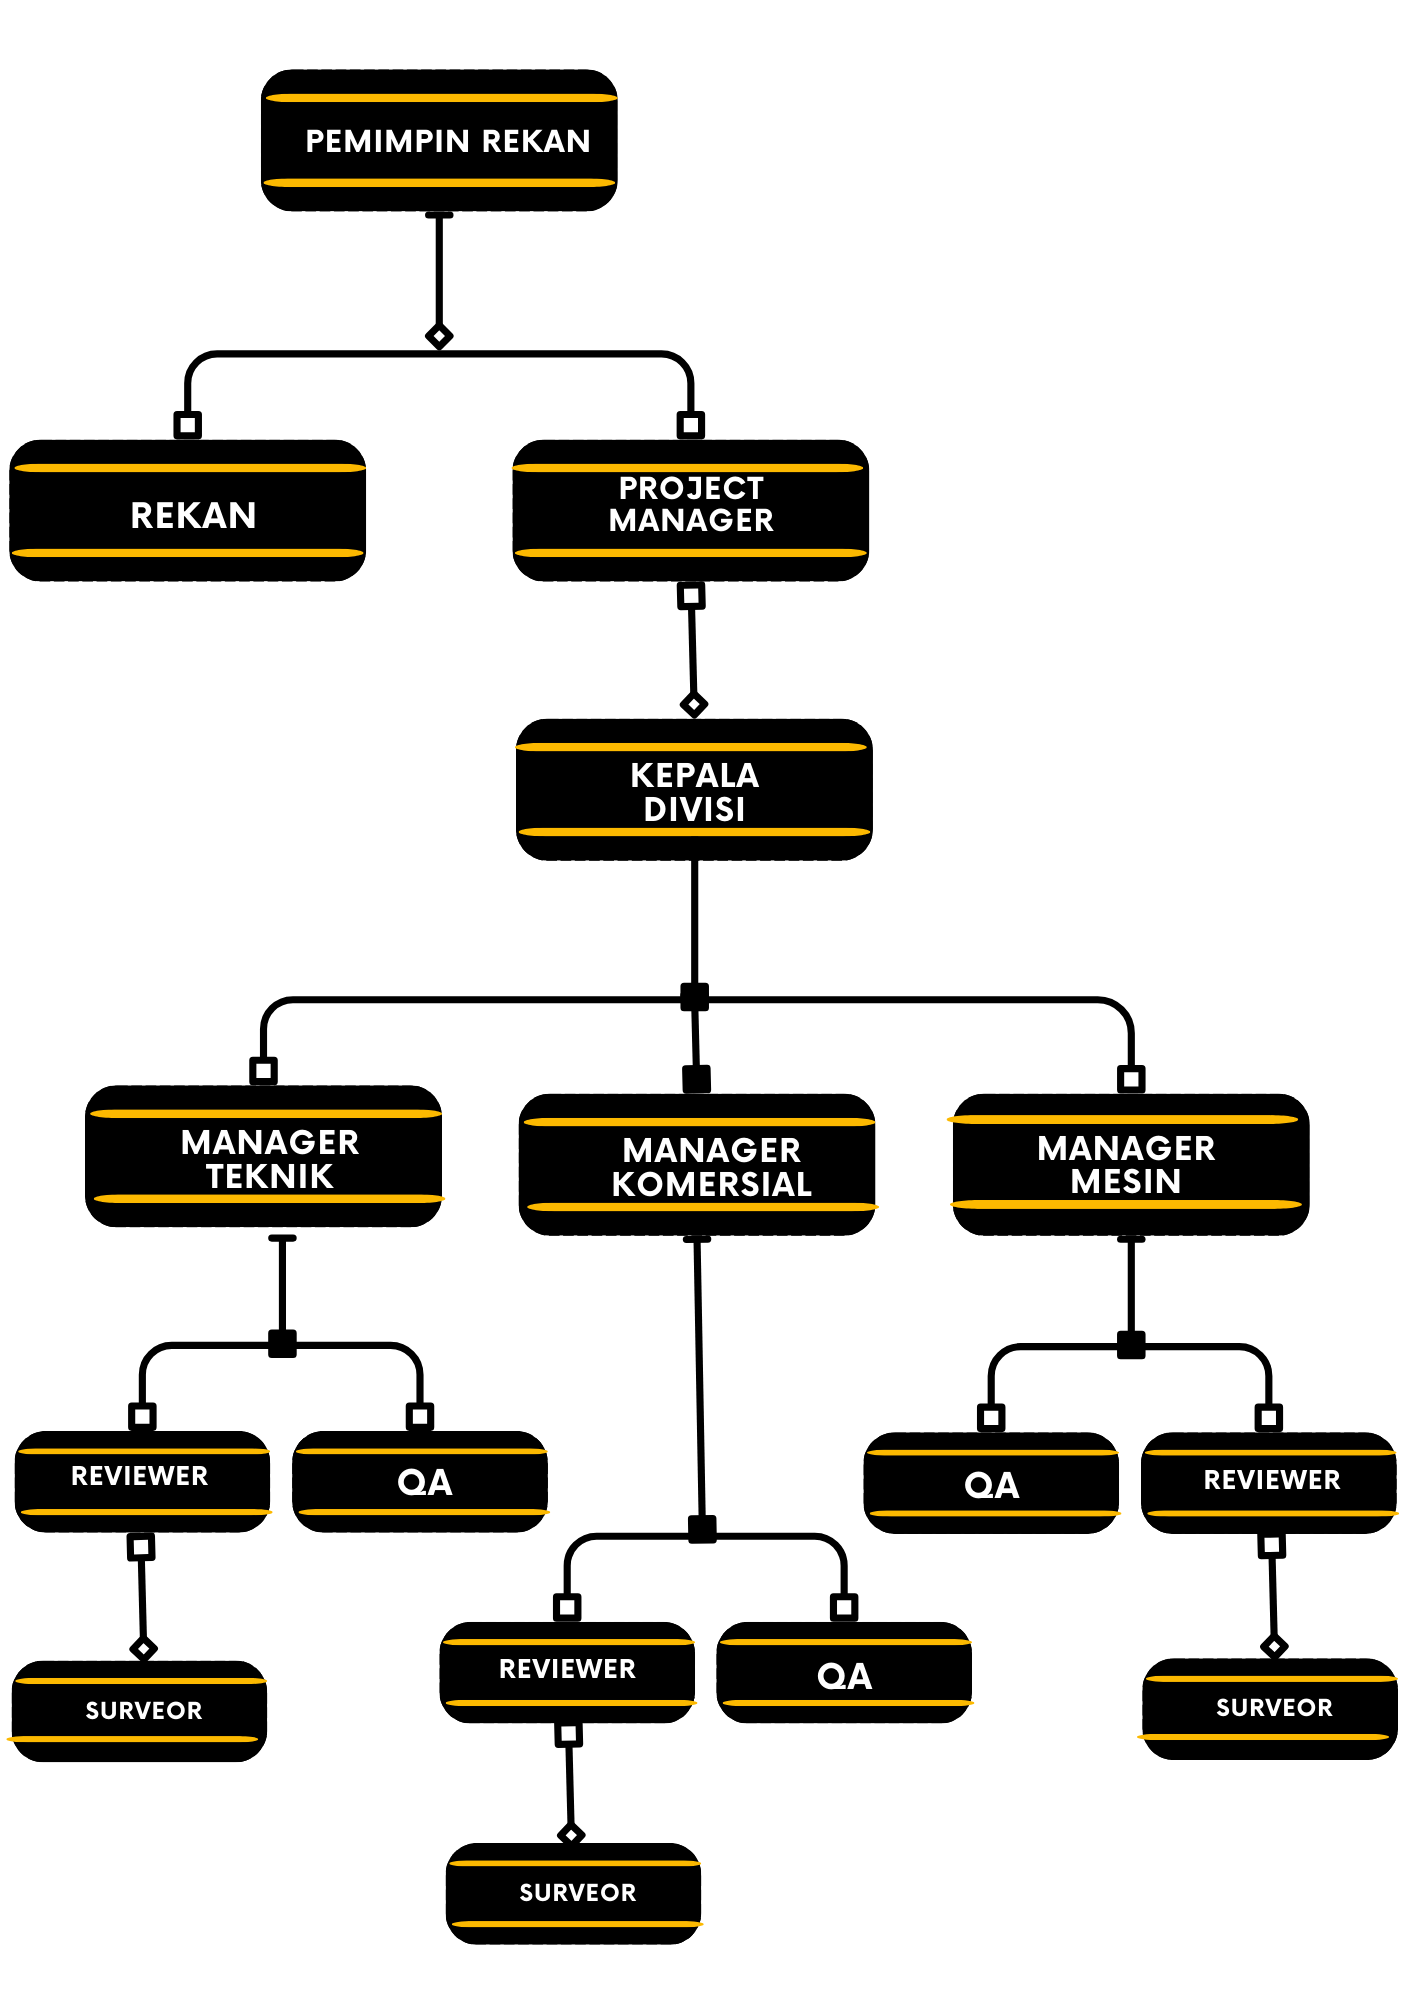 PEMIMPIN REKAN
REKAN
PROJECT
MANAGER
KEPALA
DIVISI
MANAGER
TEKNIK
MANAGER
KOMERSIAL
MANAGER
MESIN
REVIEWER
QA
QA
REVIEWER
REVIEWER
QA
SURVEOR
SURVEOR
SURVEOR